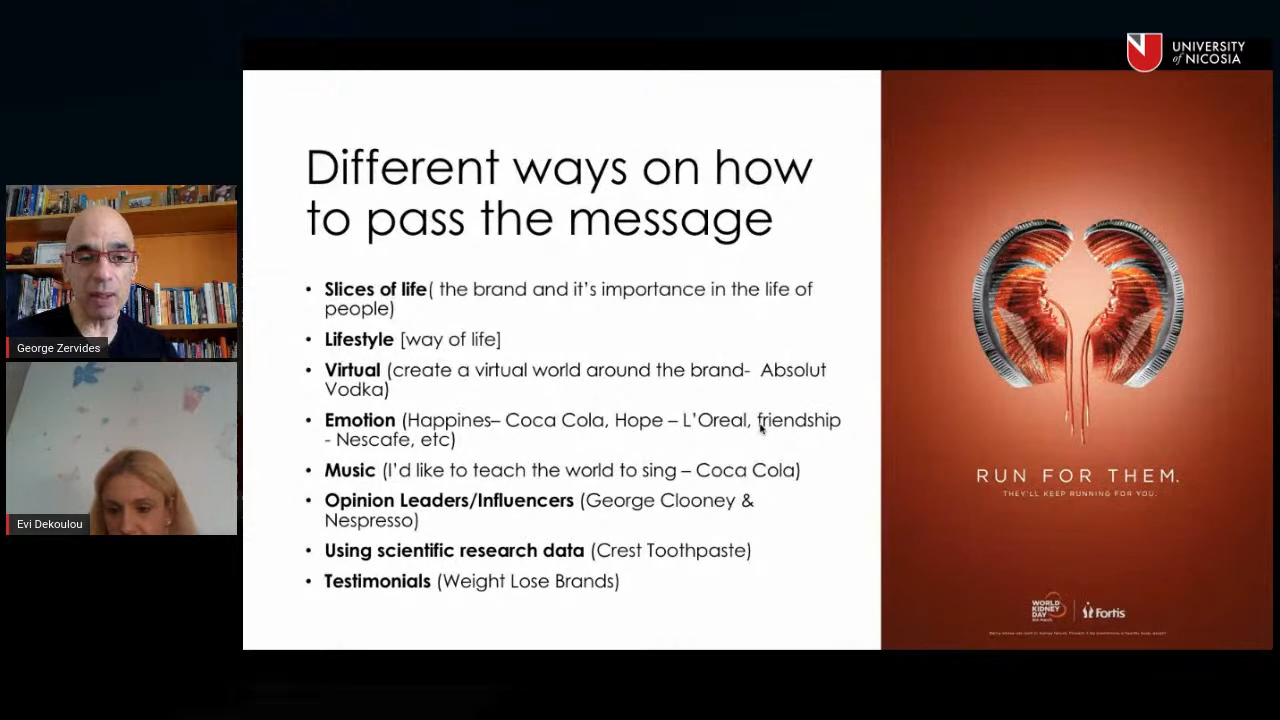 UNIVERSITY
of NICOSIA
Different ways on how
to pass the message
• Slices of life( the brand and it's importance in the life of
people)
• Lifestyle [way of life]
• Virtual (create a virtual world around the brand- Absolut
Vodka)
• Emotion (Happines– Coca Cola, Hope – L'Oreal, friendship
- Nescafe, etc)
• Music (I'd like to teach the world to sing – Coca Cola)
• Opinion Leaders/Influencers (George Clooney &
Nespresso)
• Using scientific research data (Crest Toothpaste)
• Testimonials (Weight Lose Brands)
George Zervides
Evi Dekoulou
RUN FOR THEM.
THEY'LL KEEP RUNNING FOR YOU.
WORLD
KIDNEY
DAY
Fortis